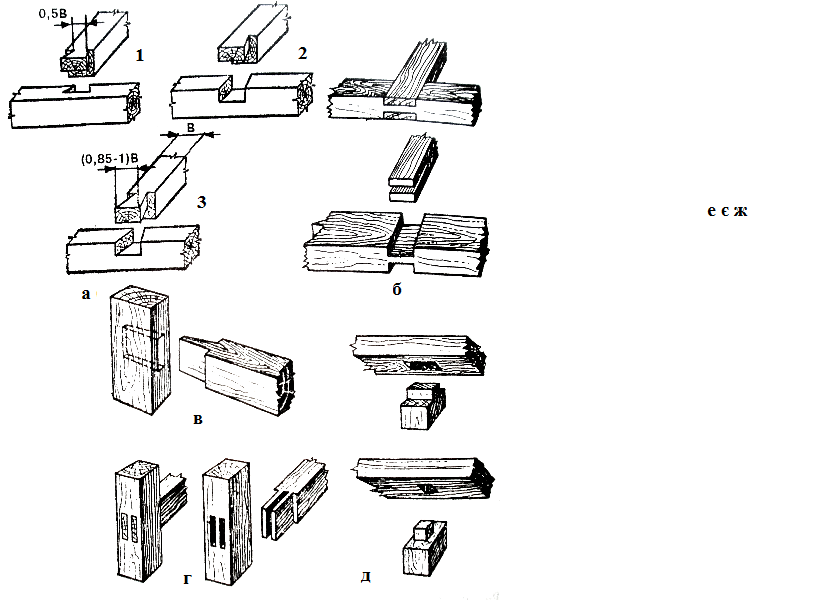 0,5В
1
2
В
(0,85-1)В
3
е є ж
а
б
в
г
д